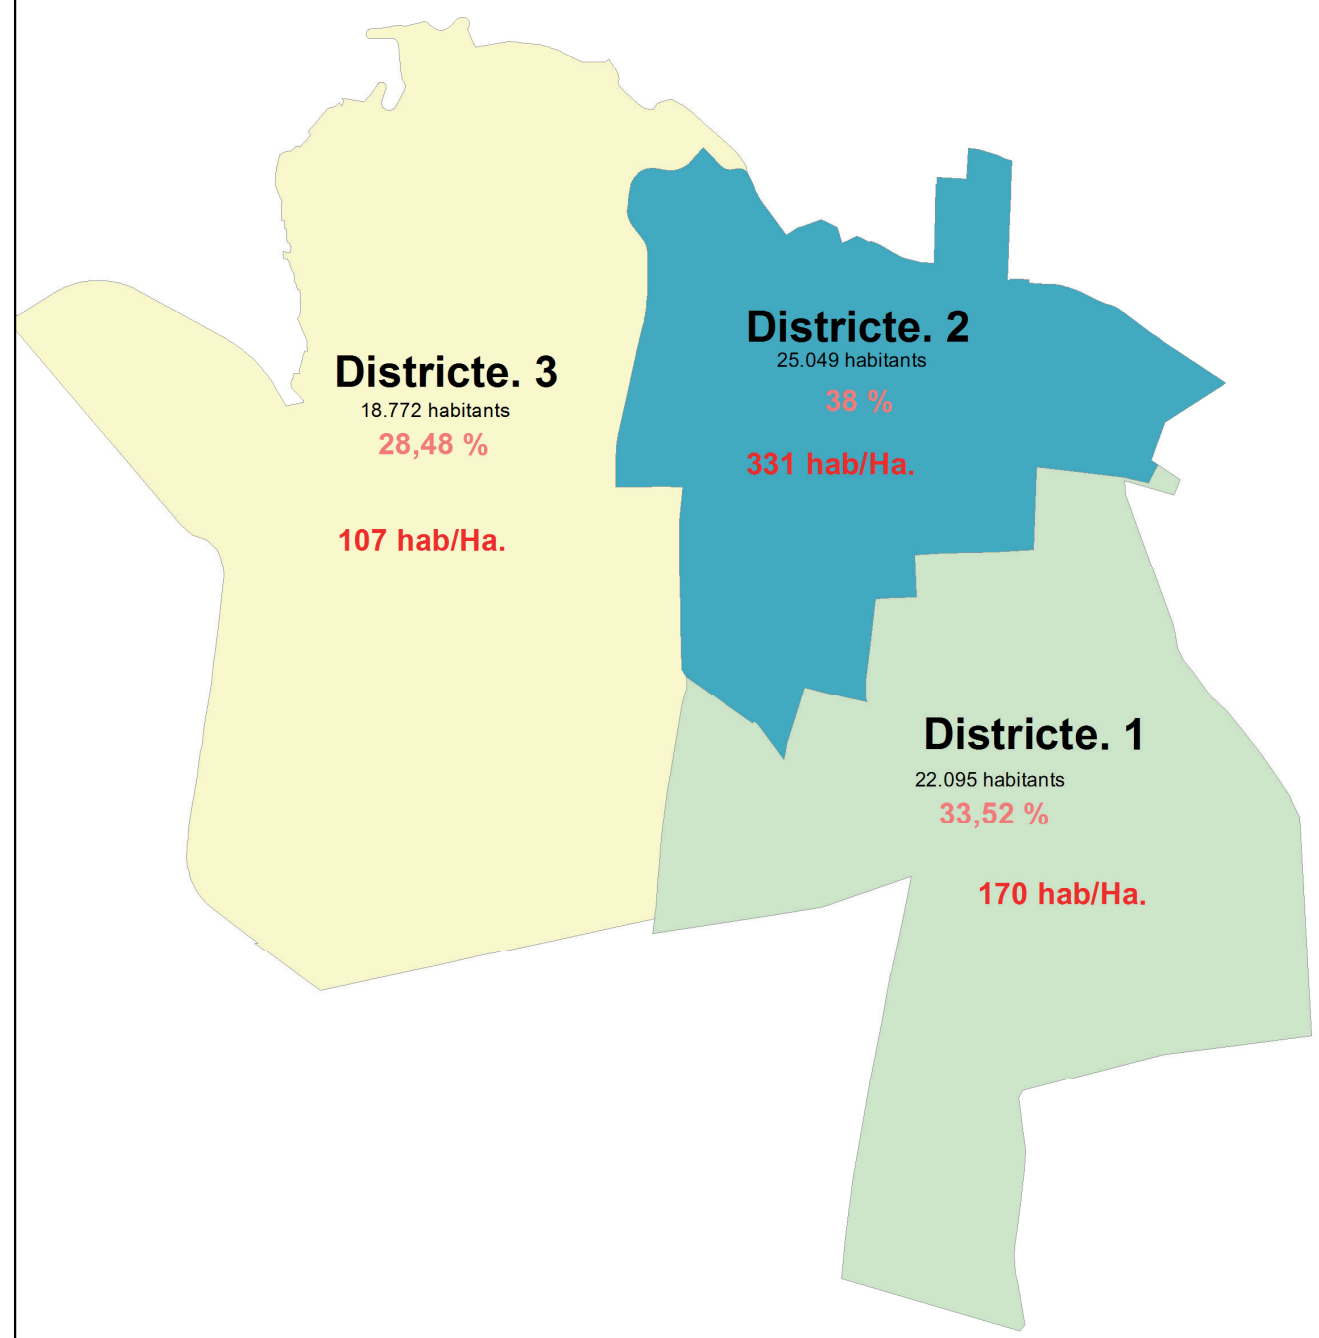 Districte. 3
18.772 habitants
28,48 %
107 hab/Ha.
Districte. 2
25.049 habitants
38 %
331 hab/Ha.
Districte. 1
22.095 habitants
33,52 %
170 hab/Ha.